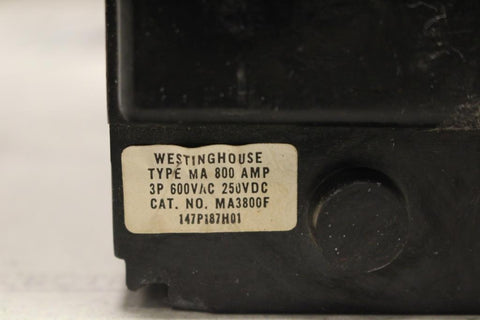 WESTINGHOUSE
TYPE MA 800 AMP
3P 600VAC 250VDC
CAT. NO. MA3800F
147P187H01